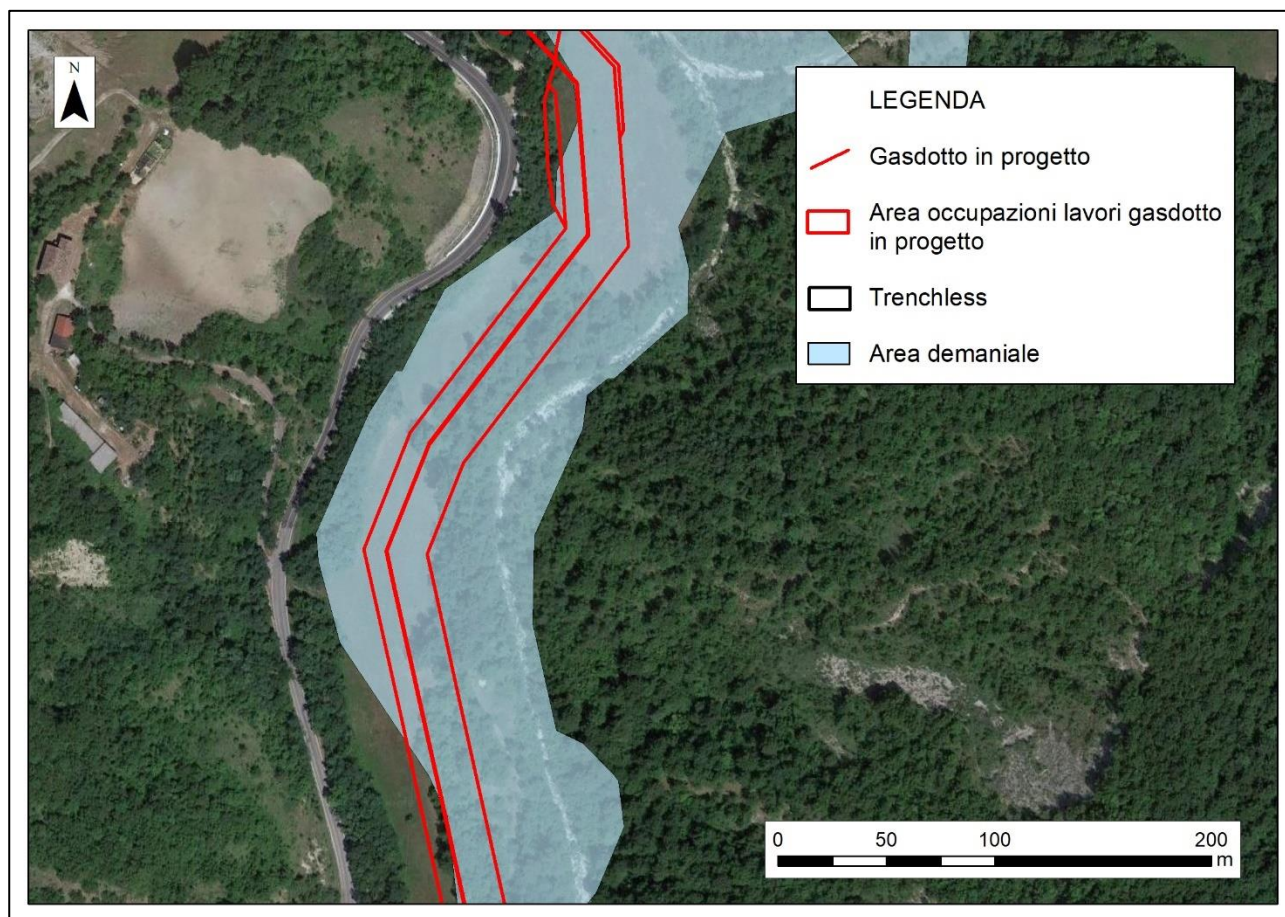 N
LEGENDA
Gasdotto in progetto
Area occupazioni lavori gasdotto
in progetto
Trenchless
Area demaniale
0 50 100 200
m